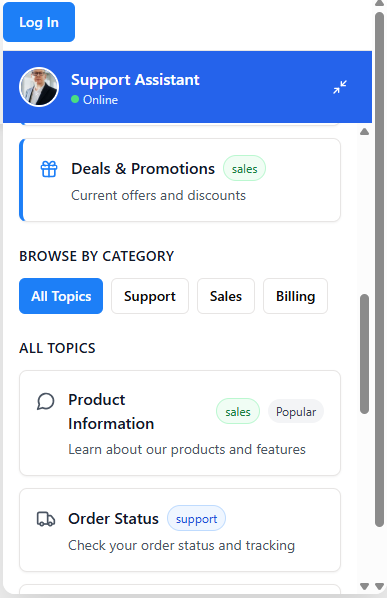 Log In
Support Assistant
Online
Deals & Promotions sales
Current offers and discounts
BROWSE BY CATEGORY
All Topics Support Sales Billing
ALL TOPICS
Product
Information sales Popular
Learn about our products and features
Order Status support
Check your order status and tracking